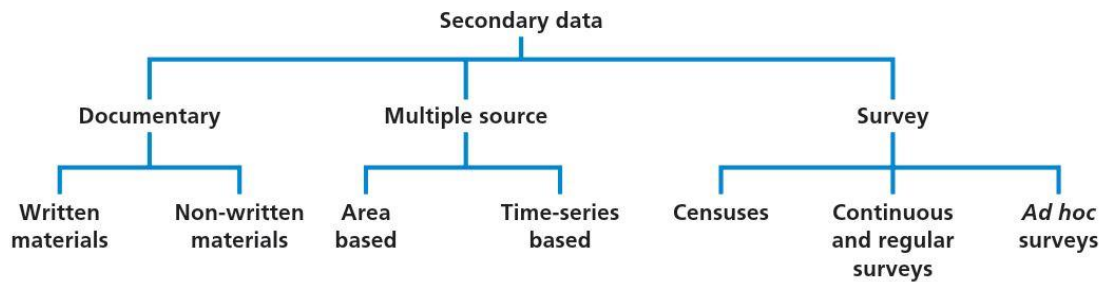 Secondary data
Documentary
Multiple source
Survey
Written
materials
Non-written
materials
Area
based
Time-series
based
Censuses
Continuous
and regular
surveys
Ad hoc
surveys